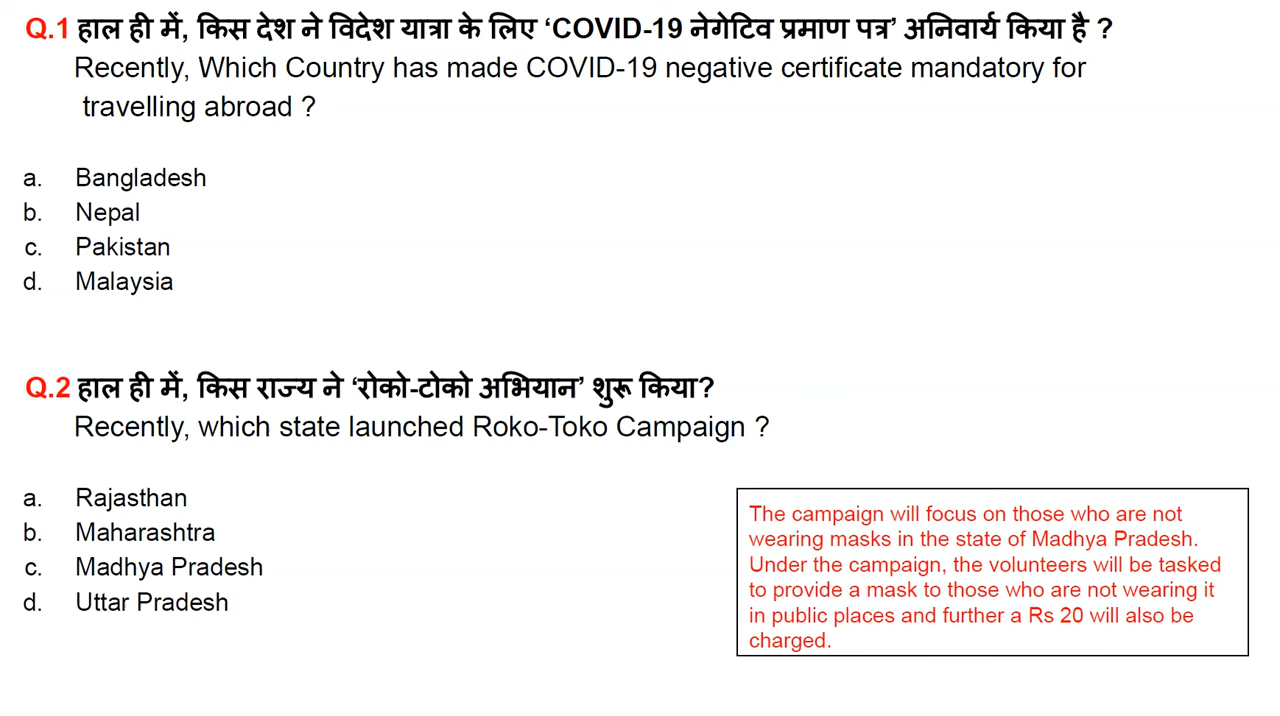 Q.1 हाल ही में, किस देश ने विदेश यात्रा के लिए ‘COVID-19 नेगेटिव प्रमाण पत्र’ अनिवार्य किया है ?
Recently, Which Country has made COVID-19 negative certificate mandatory for
travelling abroad ?
a. Bangladesh
b. Nepal
c. Pakistan
d. Malaysia
Q.2 हाल ही में, किस राज्य ने ‘रोको-टोको अभियान’ शुरू किया?
Recently, which state launched Roko-Toko Campaign ?
a. Rajasthan
b. Maharashtra
c. Madhya Pradesh
d. Uttar Pradesh
The campaign will focus on those who are not
wearing masks in the state of Madhya Pradesh.
Under the campaign, the volunteers will be tasked
to provide a mask to those who are not wearing it
in public places and further a Rs 20 will also be
charged.